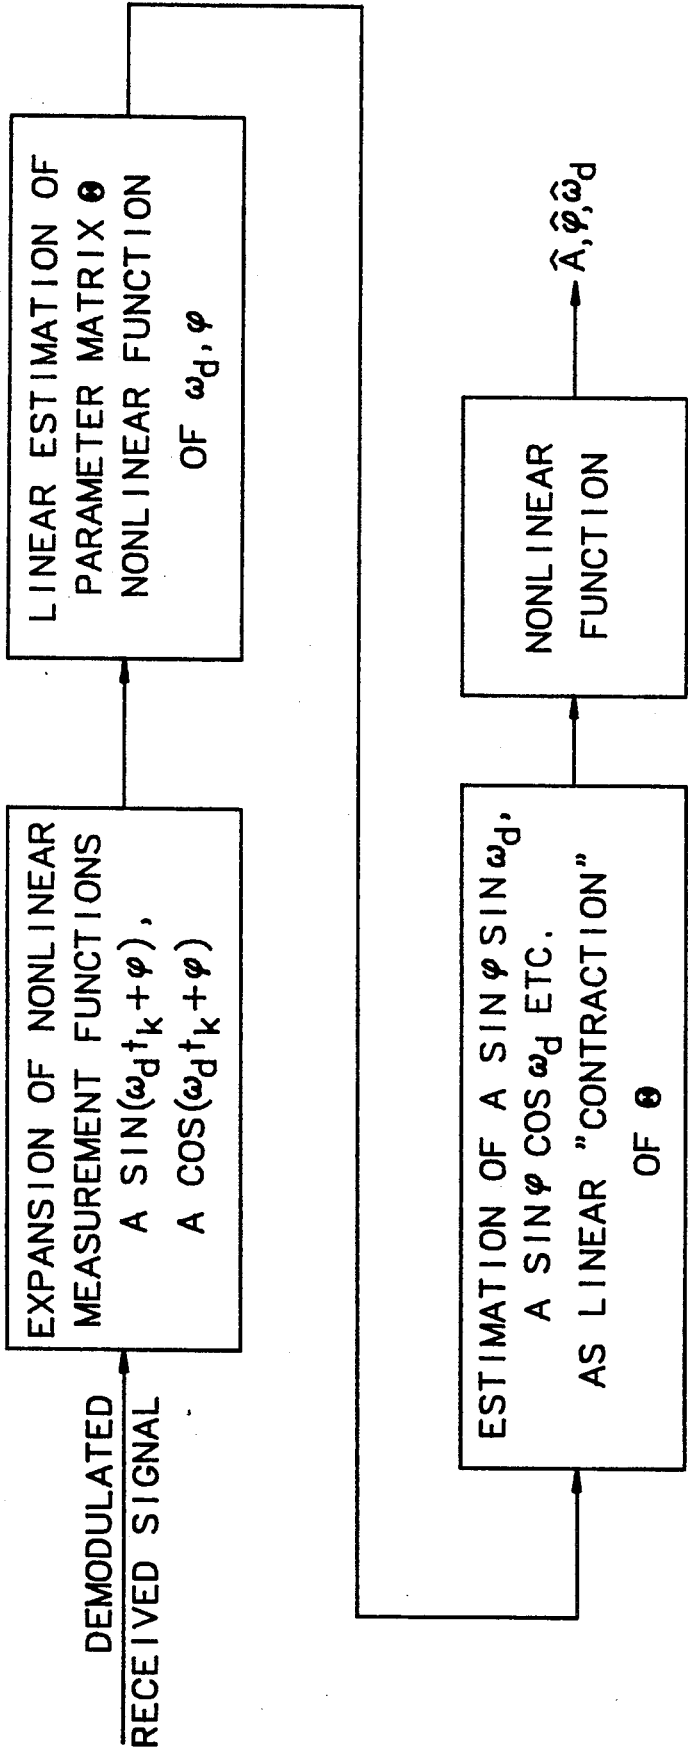 DEMODULATED
RECEIVED SIGNAL
EXPANSION OF NONLINEAR
MEASUREMENT FUNCTIONS
A SIN(ω_d t_k+φ),
A COS(ω_d t_k+φ)
LINEAR ESTIMATION OF
PARAMETER MATRIX Θ
NONLINEAR FUNCTION
OF ω_d, φ
ESTIMATION OF A SIN φ SIN ω_d,
A SIN φ COS ω_d ETC.
AS LINEAR "CONTRACTION"
OF Θ
NONLINEAR
FUNCTION
Â, φ̂, ω̂_d